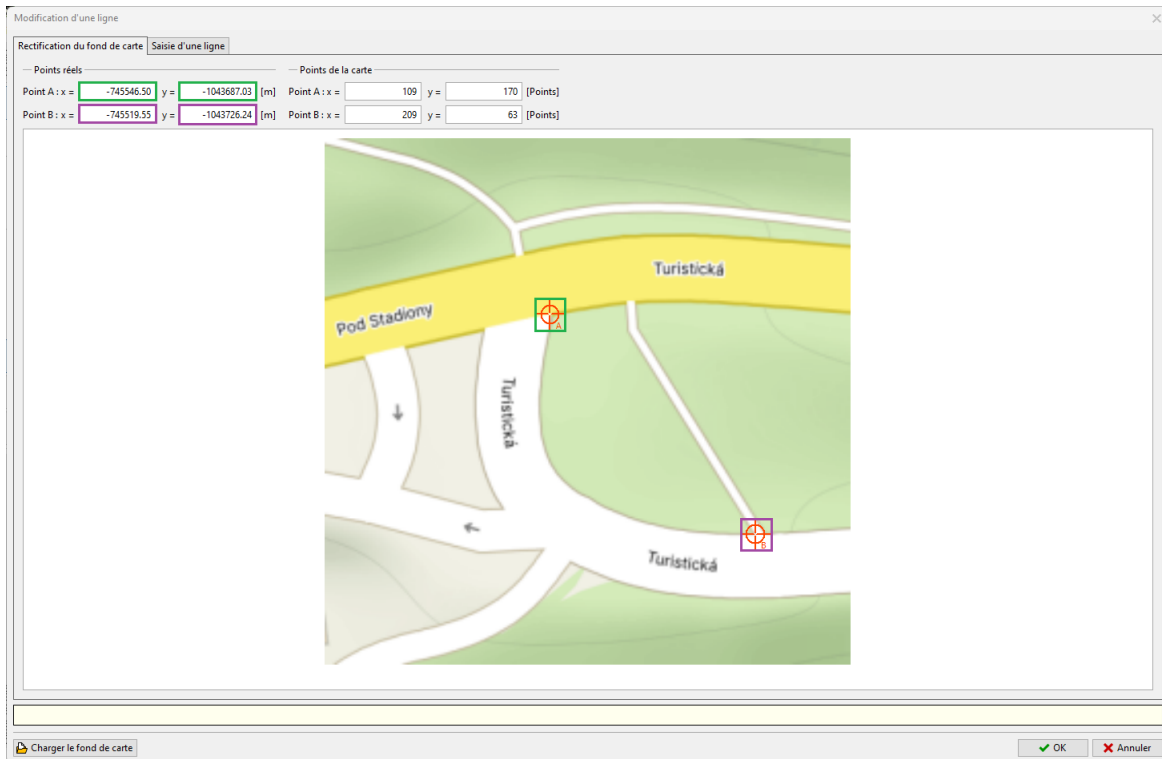 Modification d'une ligne
Rectification du fond de carte Saisie d'une ligne
Points réels Points de la carte
Point A : x = -745546.50 y = -1043687.03 [m] Point A : x = 109 y = 170 [Points]
Point B : x = -745519.55 y = -1043726.24 [m] Point B : x = 209 y = 63 [Points]
Turistická
Pod Stadiony
A
Turistická
B
Turistická
Charger le fond de carte OK Annuler